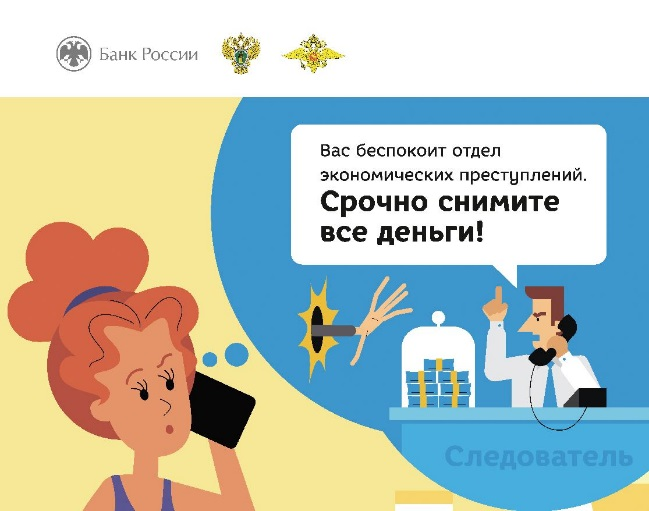 Банк России
Вас беспокоит отдел
экономических преступлений.
Срочно снимите
все деньги!
Следователь